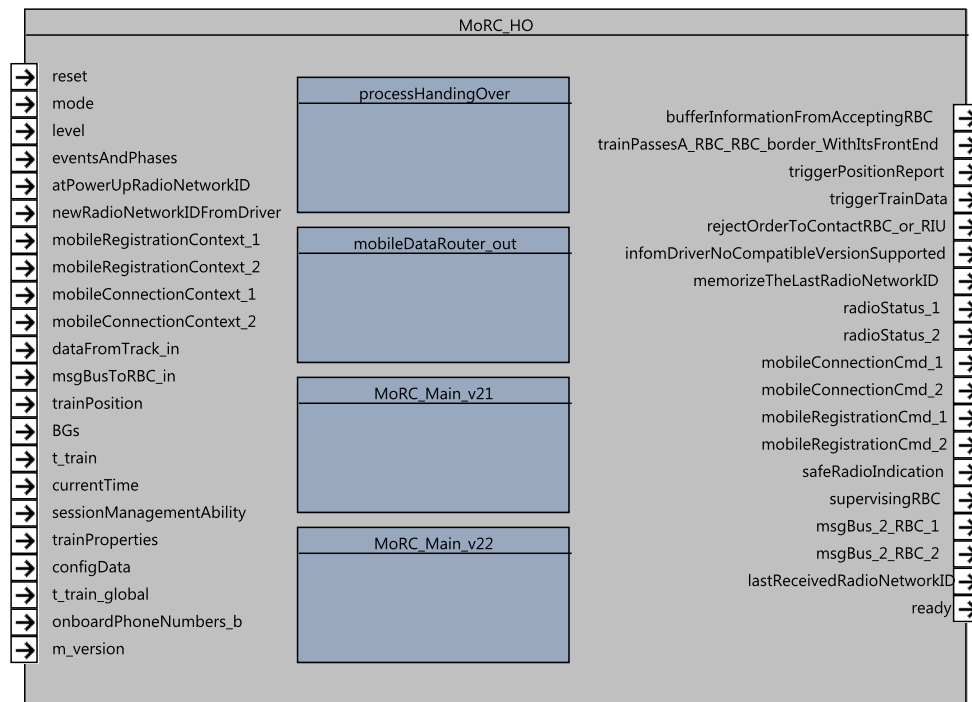 MoRC_HO
reset
mode
level
eventsAndPhases
atPowerUpRadioNetworkID
newRadioNetworkIDFromDriver
mobileRegistrationContext_1
mobileRegistrationContext_2
mobileConnectionContext_1
mobileConnectionContext_2
dataFromTrack_in
msgBusToRBC_in
trainPosition
BGs
t_train
currentTime
sessionManagementAbility
trainProperties
configData
t_train_global
onboardPhoneNumbers_b
m_version
processHandingOver
mobileDataRouter_out
MoRC_Main_v21
MoRC_Main_v22
bufferInformationFromAcceptingRBC
trainPassesA_RBC_RBC_border_WithItsFrontEnd
triggerPositionReport
triggerTrainData
rejectOrderToContactRBC_or_RIU
infomDriverNoCompatibleVersionSupported
memorizeTheLastRadioNetworkID
radioStatus_1
radioStatus_2
mobileConnectionCmd_1
mobileConnectionCmd_2
mobileRegistrationCmd_1
mobileRegistrationCmd_2
safeRadioIndication
supervisingRBC
msgBus_2_RBC_1
msgBus_2_RBC_2
lastReceivedRadioNetworkID
ready